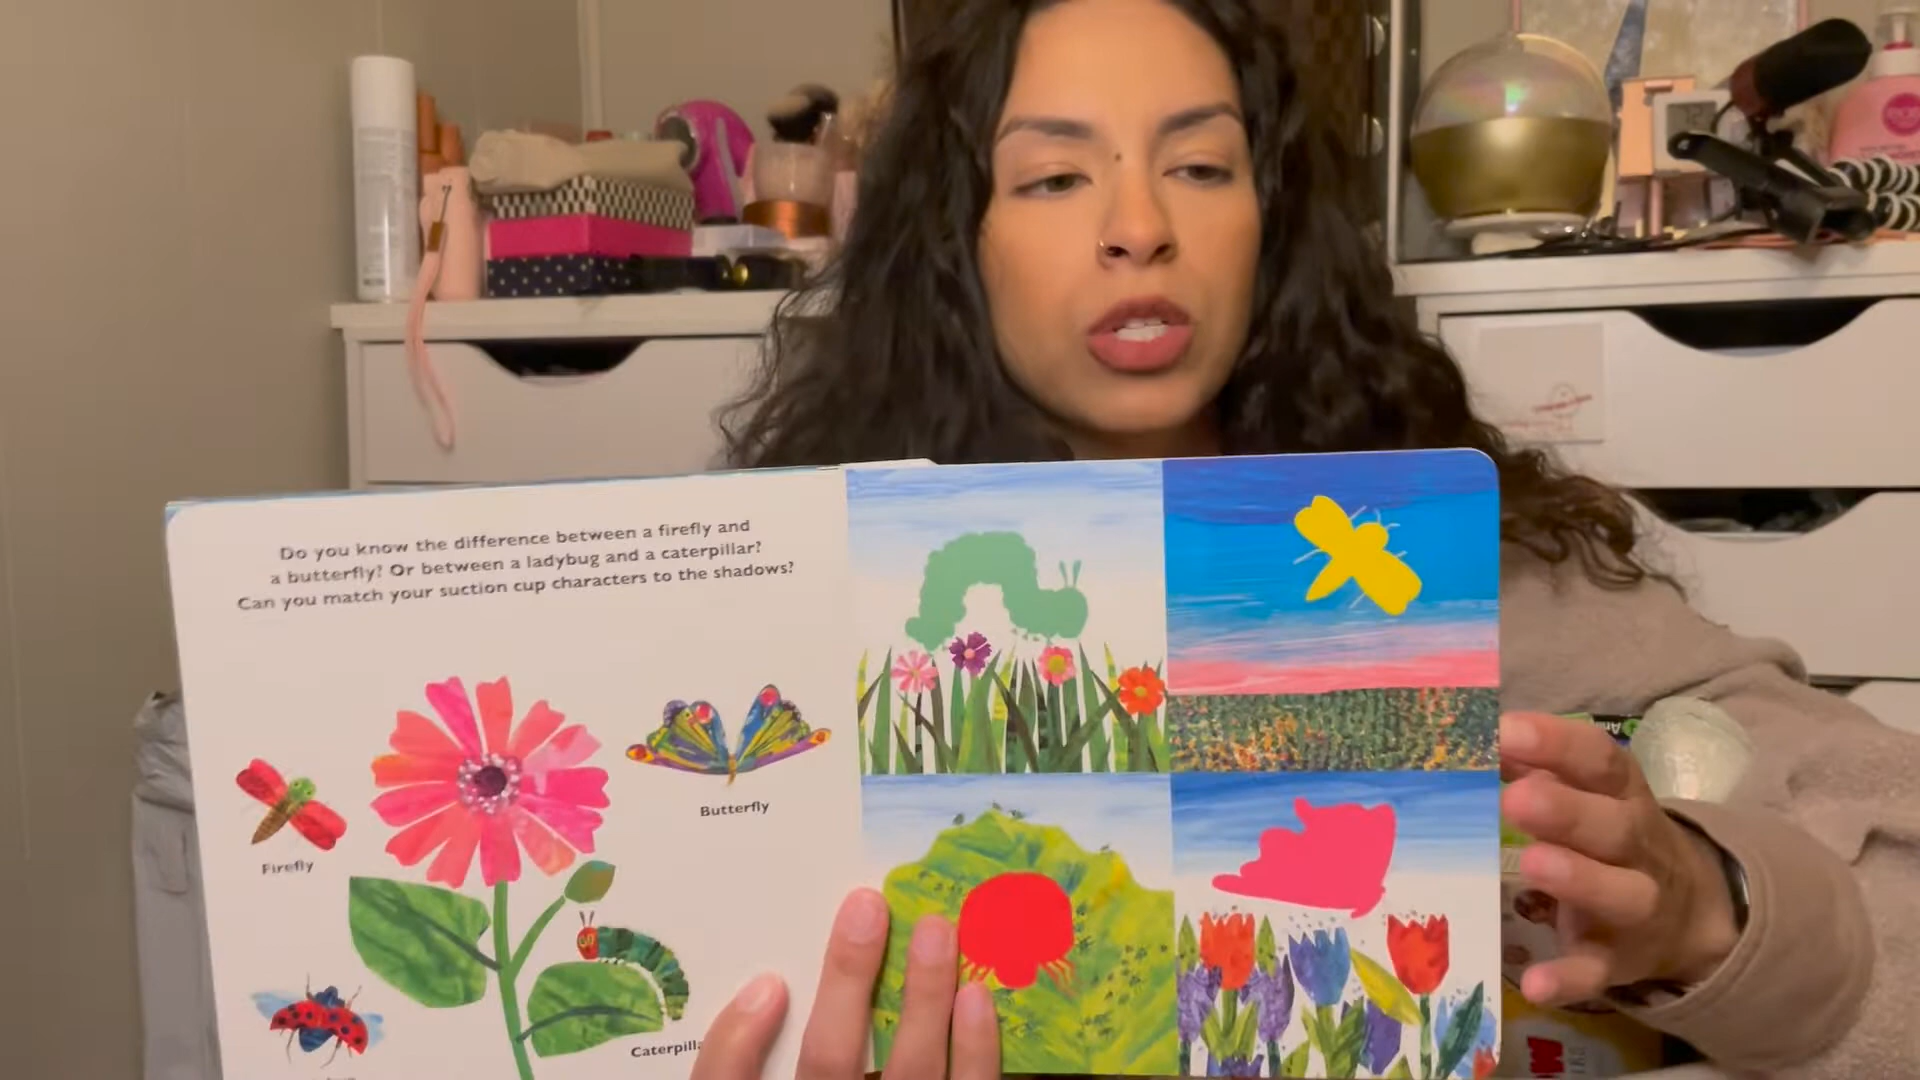 Do you know the difference between a firefly and
a butterfly? Or between a ladybug and a caterpillar?
Can you match your suction cup characters to the shadows?
Butterfly
Firefly